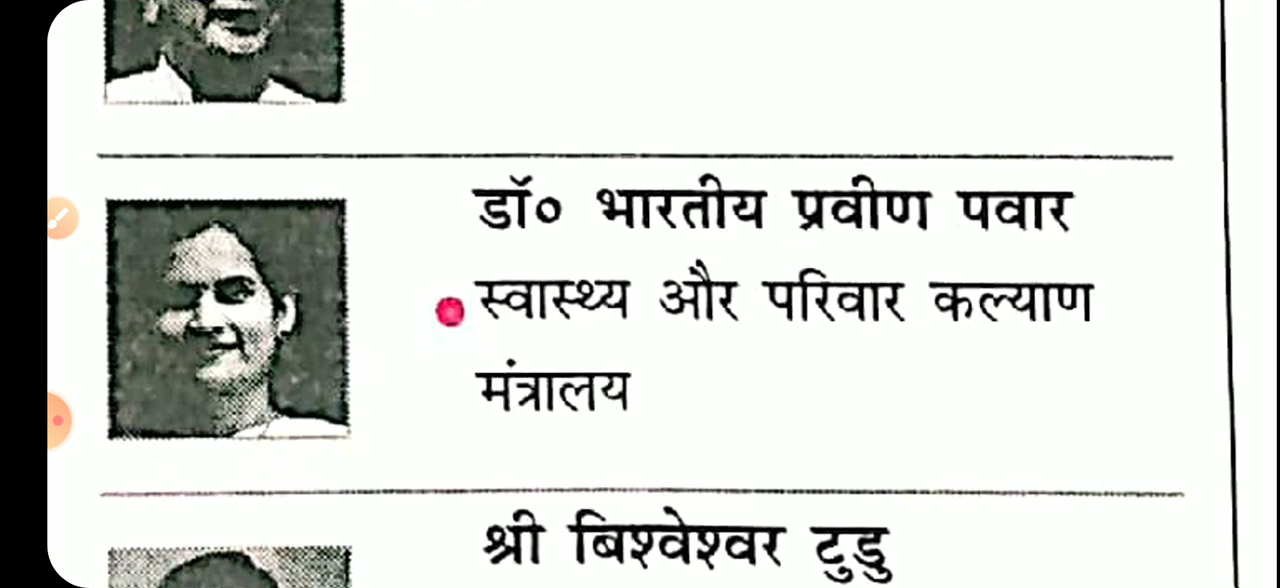 डॉ० भारतीय प्रवीण पवार
स्वास्थ्य और परिवार कल्याण
मंत्रालय
श्री बिश्वेश्वर टुडु